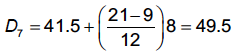 D₇ = 41.5 + (21 − 9 / 12) 8 = 49.5